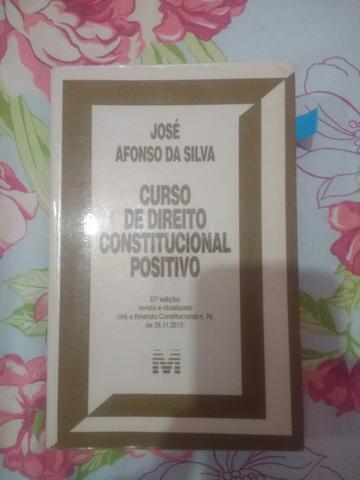 JOSÉ
AFONSO DA SILVA
CURSO
DE DIREITO
CONSTITUCIONAL
POSITIVO
37ª edição,
revista e atualizada
(até a Emenda Constitucional n. 76,
de 28.11.2013)
M